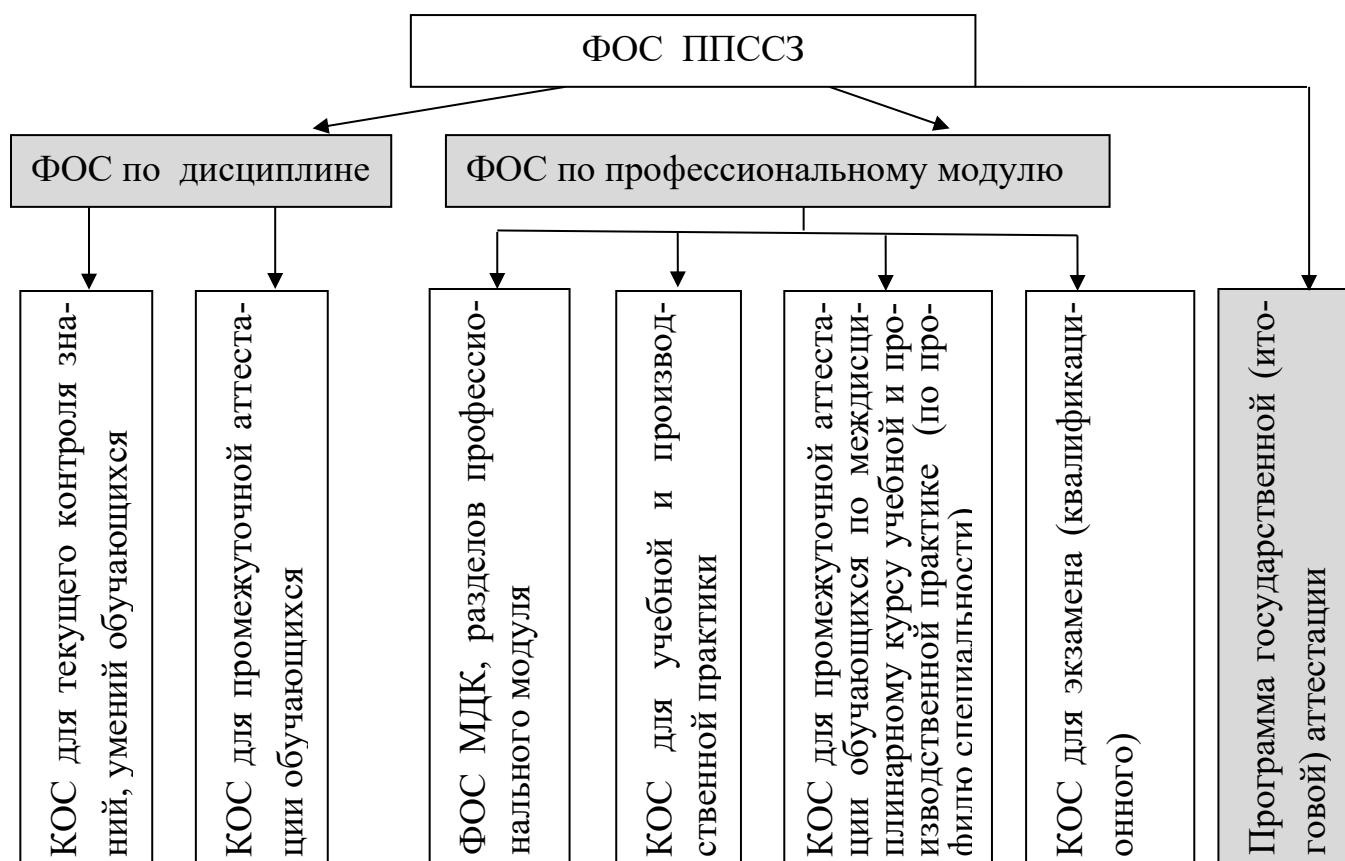 ФОС ППССЗ
ФОС по дисциплине
ФОС по профессиональному модулю
КОС для текущего контроля зна-
ний, умений обучающихся
КОС для промежуточной аттеста-
ции обучающихся
ФОС МДК, разделов профессио-
нального модуля
КОС для учебной и производ-
ственной практики
КОС для промежуточной аттеста-
ции обучающихся по междисци-
плинарному курсу учебной и про-
изводственной практике (по про-
филю специальности)
КОС для экзамена (квалификаци-
онного)
Программа государственной (ито-
говой) аттестации